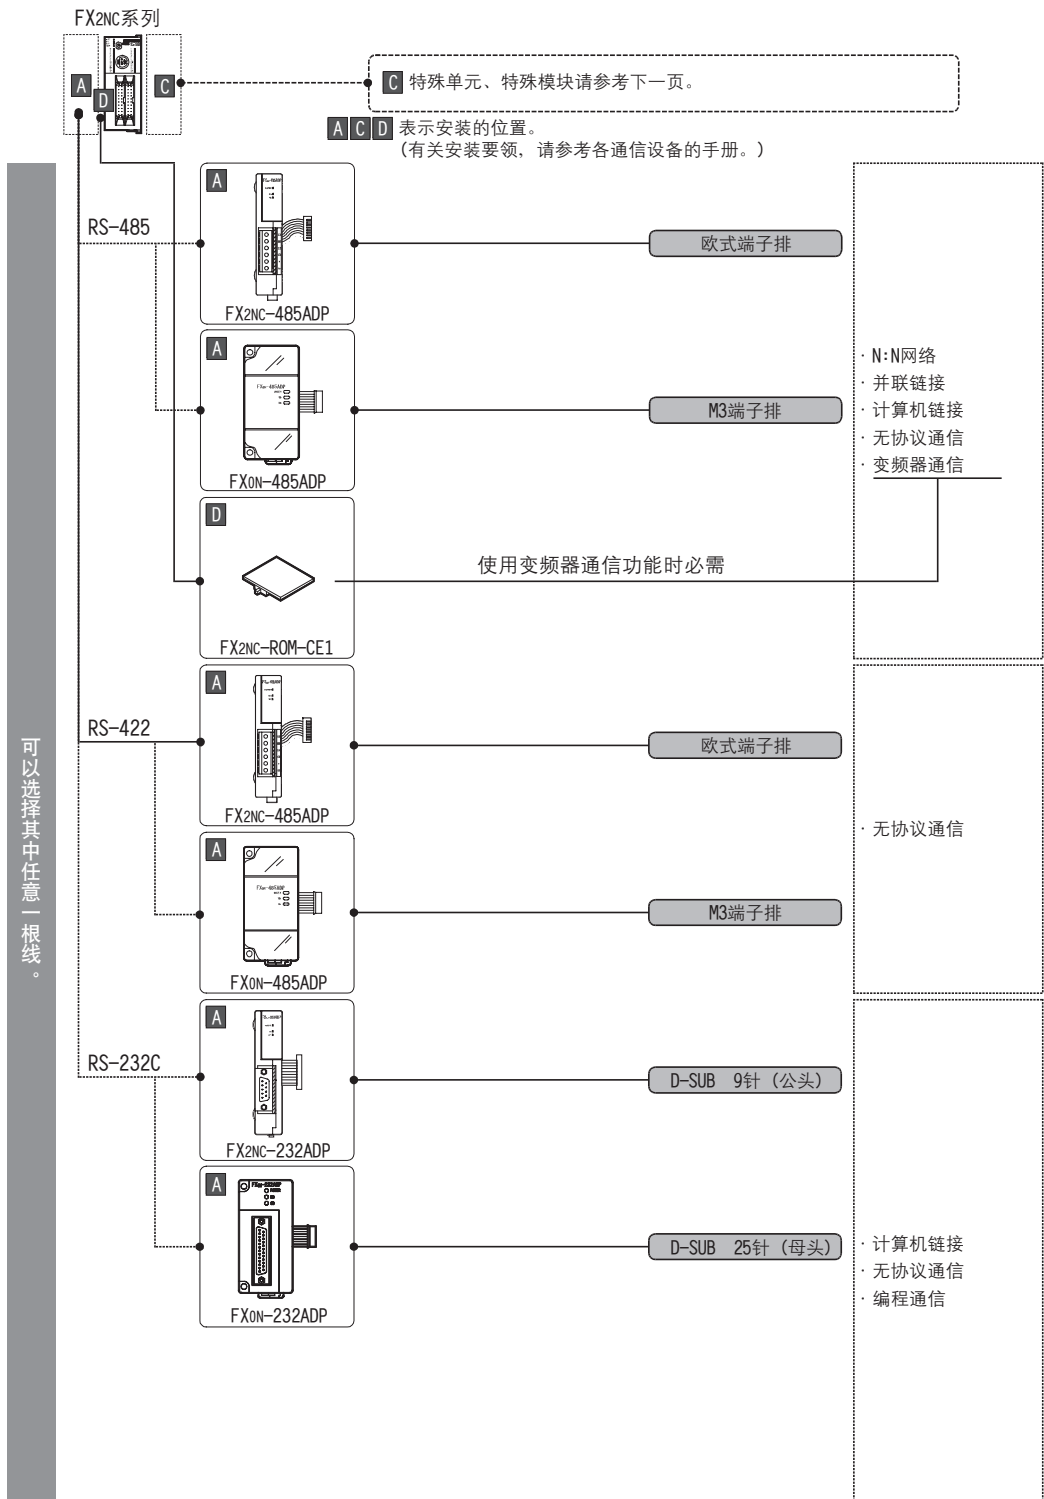 FX2NC系列
A
D
C
C 特殊单元、特殊模块请参考下一页。
A C D 表示安装的位置。
(有关安装要领，请参考各通信设备的手册。)
可以选择其中任意一根线。
RS-485
A
FX2NC-485ADP
欧式端子排
A
FX0N-485ADP
FX0N-485ADP
M3端子排
D
FX2NC-ROM-CE1
使用变频器通信功能时必需
· N:N网络
· 并联链接
· 计算机链接
· 无协议通信
· 变频器通信
RS-422
A
FX2NC-485ADP
欧式端子排
A
FX0N-485ADP
FX0N-485ADP
M3端子排
· 无协议通信
RS-232C
A
FX2NC-232ADP
D-SUB 9针 (公头)
A
FX0N-232ADP
FX0N-232ADP
D-SUB 25针 (母头)
· 计算机链接
· 无协议通信
· 编程通信